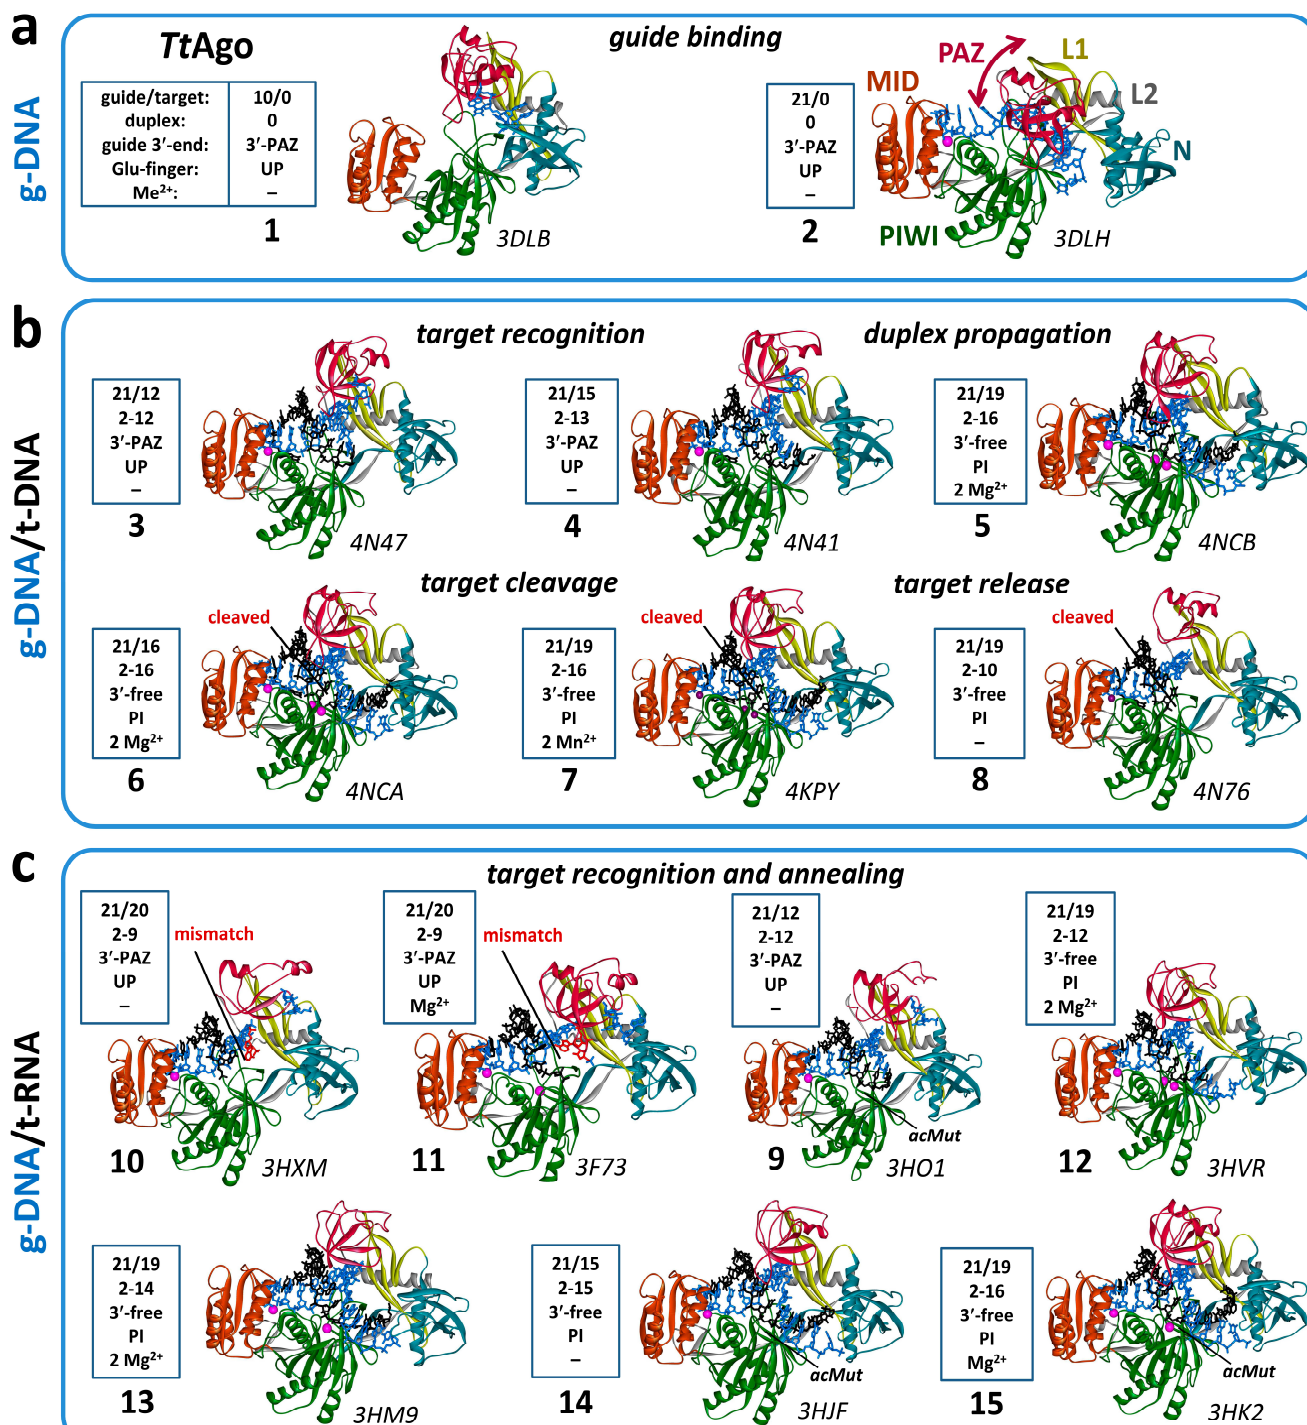 a
g-DNA
TtAgo
guide binding
guide/target: 10/0
duplex: 0
guide 3′-end: 3′-PAZ
Glu-finger: UP
Me²⁺: –
1
3DLB
21/0
0
3′-PAZ
UP
–
2
MID
PAZ
L1
L2
N
PIWI
3DLH
b
g-DNA/t-DNA
target recognition
duplex propagation
21/12
2-12
3′-PAZ
UP
–
3
4N47
21/15
2-13
3′-PAZ
UP
–
4
4N41
21/19
2-16
3′-free
PI
2 Mg²⁺
5
4NCB
target cleavage
target release
cleaved
21/16
2-16
3′-free
PI
2 Mg²⁺
6
4NCA
cleaved
21/19
2-16
3′-free
PI
2 Mn²⁺
7
4KPY
cleaved
21/19
2-10
3′-free
PI
–
8
4N76
c
g-DNA/t-RNA
target recognition and annealing
21/20
2-9
3′-PAZ
UP
–
mismatch
10
3HXM
21/20
2-9
3′-PAZ
UP
Mg²⁺
mismatch
11
3F73
21/12
2-12
3′-PAZ
UP
–
acMut
9
3HO1
21/19
2-12
3′-free
PI
2 Mg²⁺
12
3HVR
21/19
2-14
3′-free
PI
2 Mg²⁺
13
3HM9
21/15
2-15
3′-free
PI
–
acMut
14
3HJF
21/19
2-16
3′-free
PI
Mg²⁺
acMut
15
3HK2